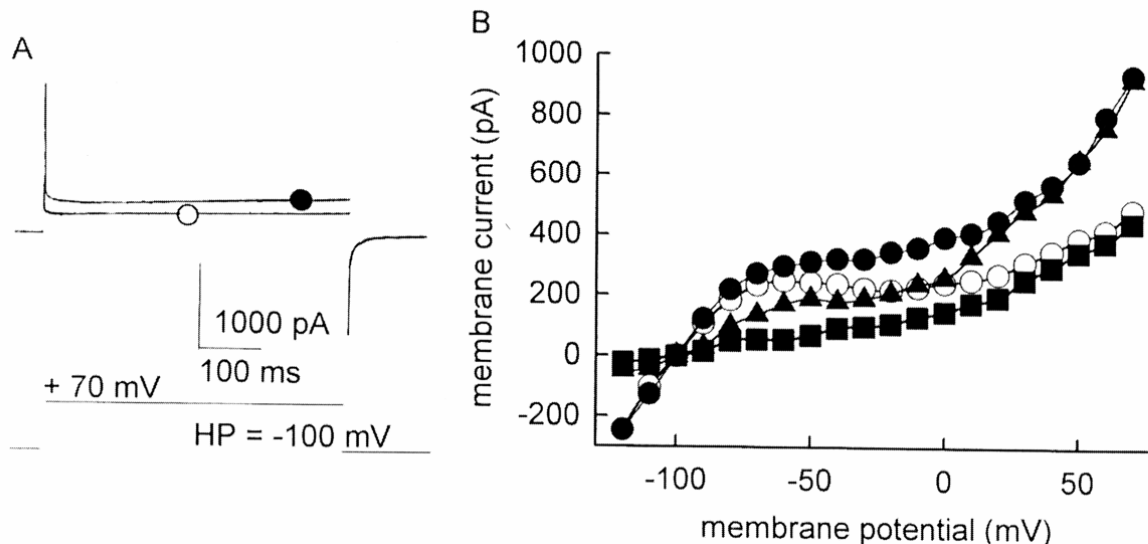 A
1000 pA
100 ms
+ 70 mV
HP = -100 mV
B
membrane current (pA)
1000
800
600
400
200
0
-200
-100
-50
0
50
membrane potential (mV)